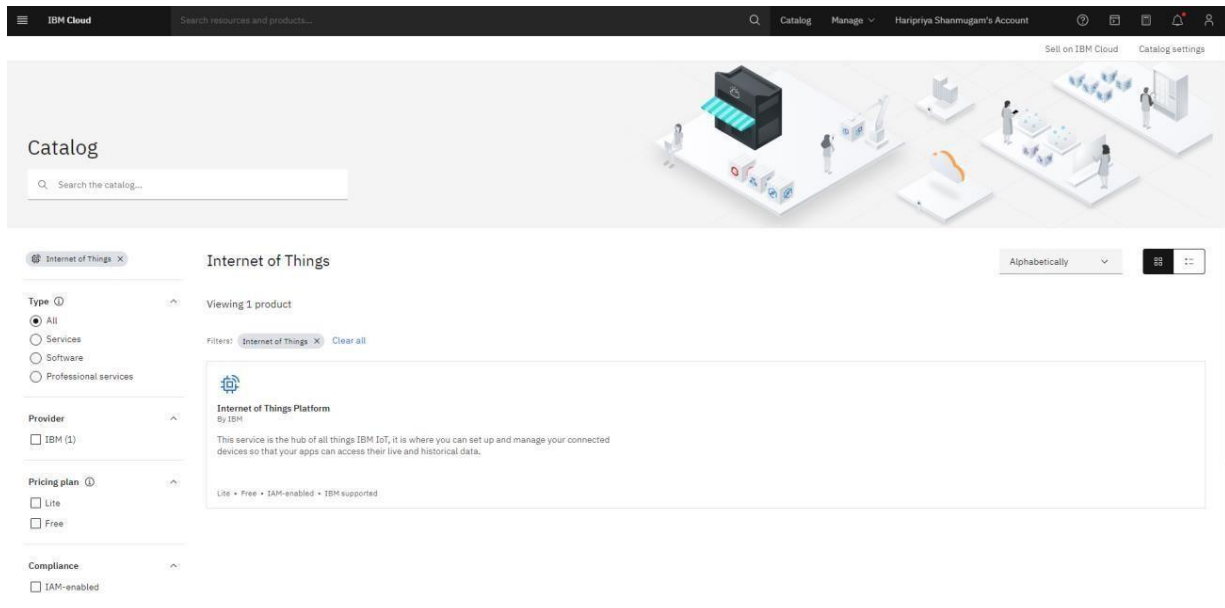 IBM Cloud
Search resources and products...
Catalog
Manage
Haripriya Shanmugam's Account
Sell on IBM Cloud
Catalog settings
Catalog
Search the catalog...
Internet of Things
Type
All
Services
Software
Professional services
Provider
IBM (1)
Pricing plan
Lite
Free
Compliance
IAM-enabled
Internet of Things
Alphabetically
Viewing 1 product
Filters: Internet of Things Clear all
Internet of Things Platform
By IBM
This service is the hub of all things IBM IoT, it is where you can set up and manage your connected
devices so that your apps can access their live and historical data.
Lite • Free • IAM-enabled • IBM supported